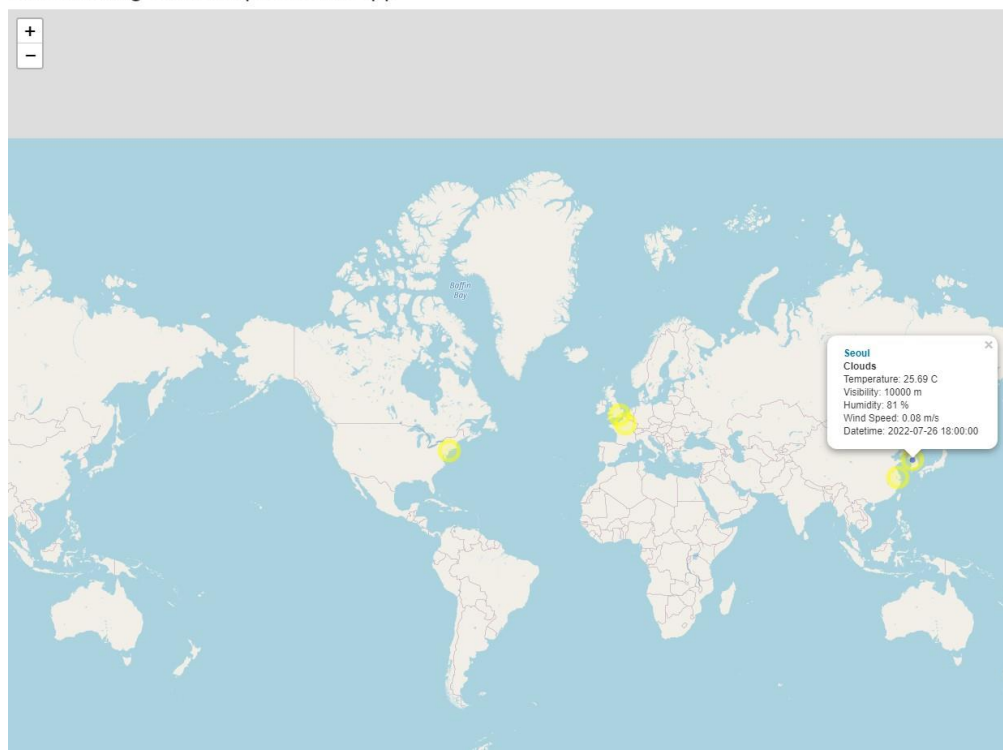 +
−
Baffin
Bay
×
Seoul
Clouds
Temperature: 25.69 C
Visibility: 10000 m
Humidity: 81 %
Wind Speed: 0.08 m/s
Datetime: 2022-07-26 18:00:00